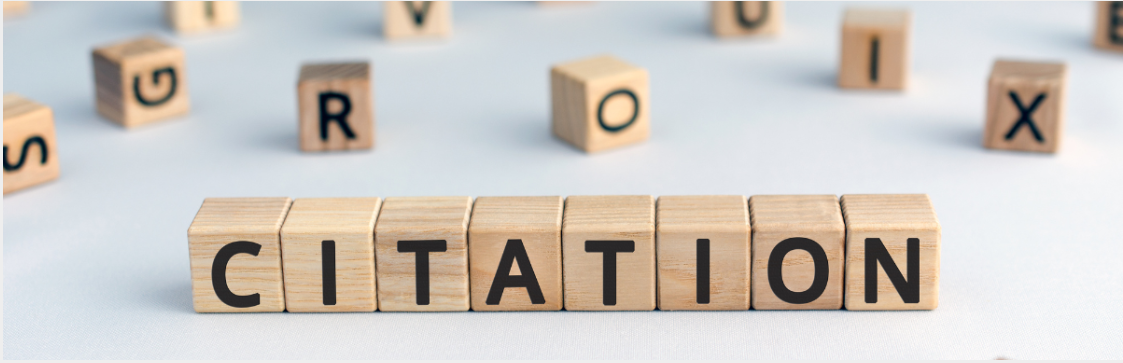 I V U
G R O I X
S
CITATION